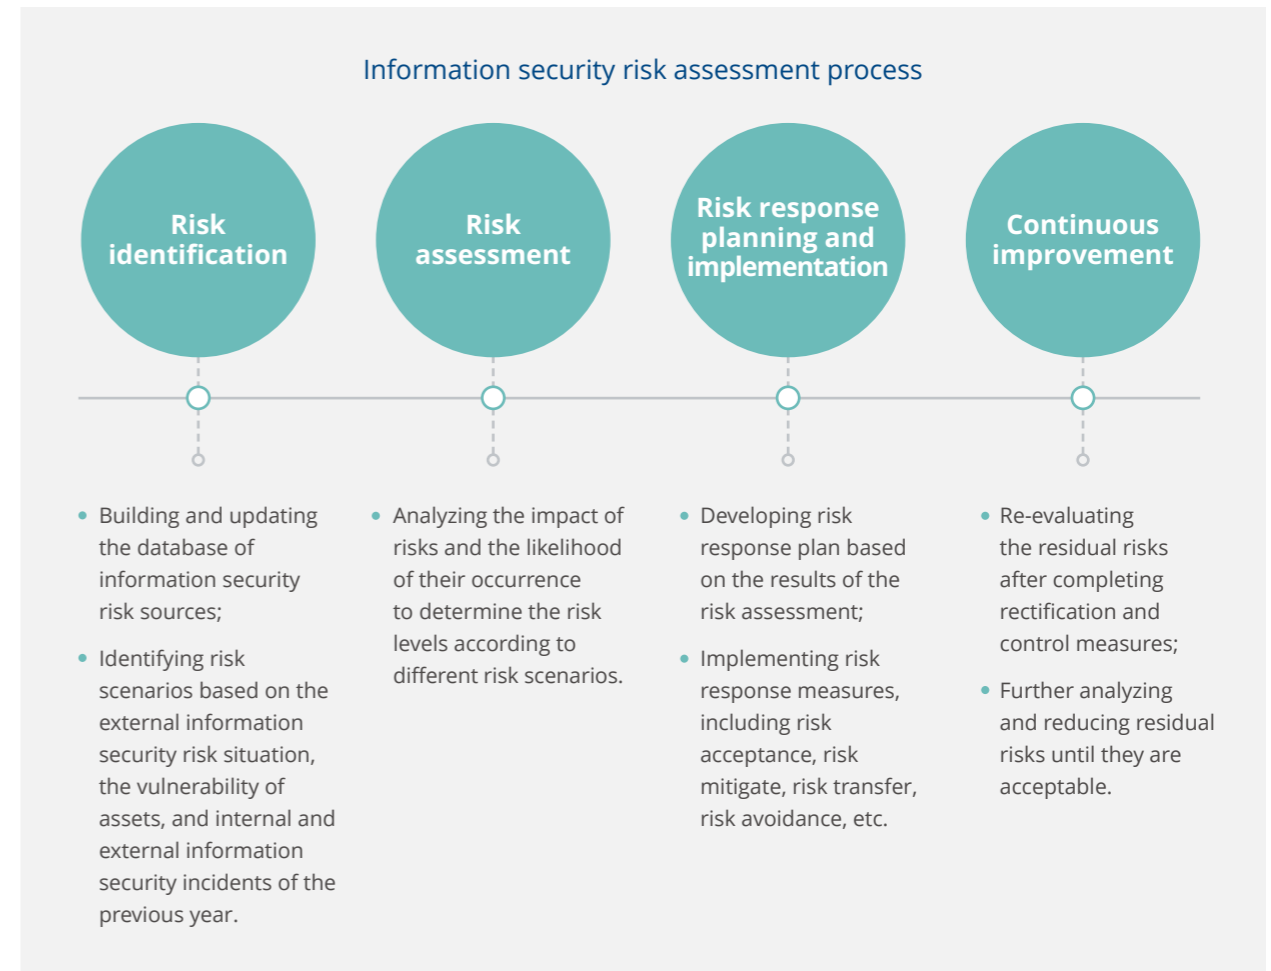 Information security risk assessment process
Risk
identification
Risk
assessment
Risk response
planning and
implementation
Continuous
improvement
• Building and updating
the database of
information security
risk sources;
• Identifying risk
scenarios based on the
external information
security risk situation,
the vulnerability of
assets, and internal and
external information
security incidents of the
previous year.
• Analyzing the impact of
risks and the likelihood
of their occurrence
to determine the risk
levels according to
different risk scenarios.
• Developing risk
response plan based
on the results of the
risk assessment;
• Implementing risk
response measures,
including risk
acceptance, risk
mitigate, risk transfer,
risk avoidance, etc.
• Re-evaluating
the residual risks
after completing
rectification and
control measures;
• Further analyzing
and reducing residual
risks until they are
acceptable.